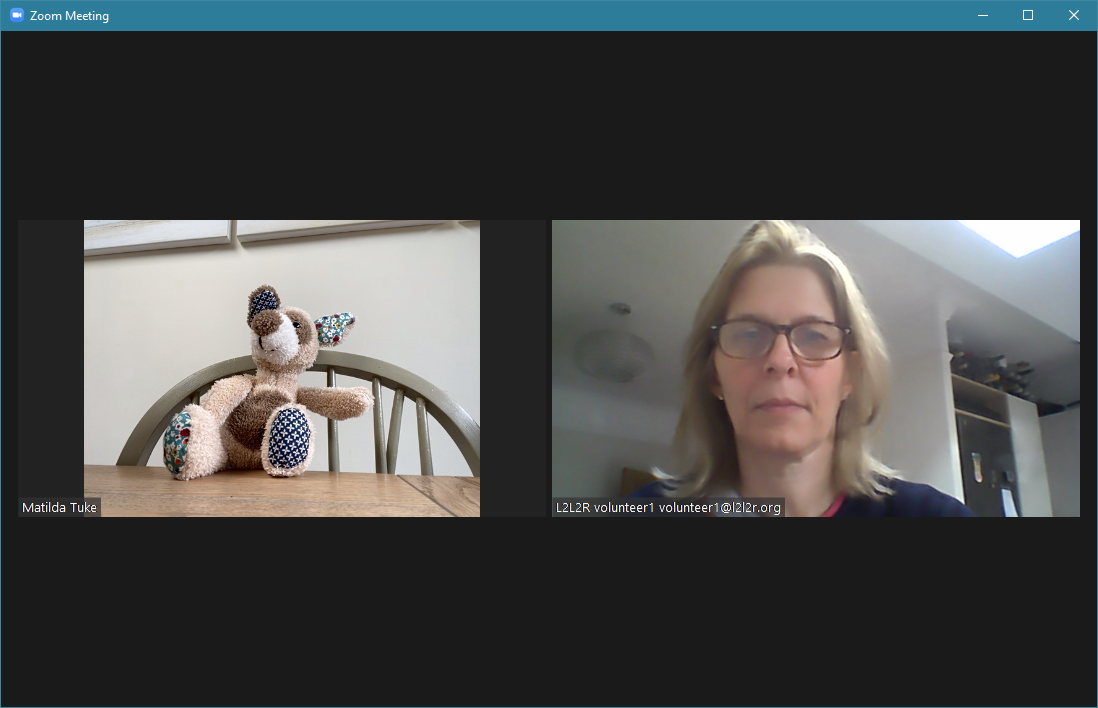 Zoom Meeting
Matilda Tuke
L2L2R volunteer1 volunteer1@l2l2r.org